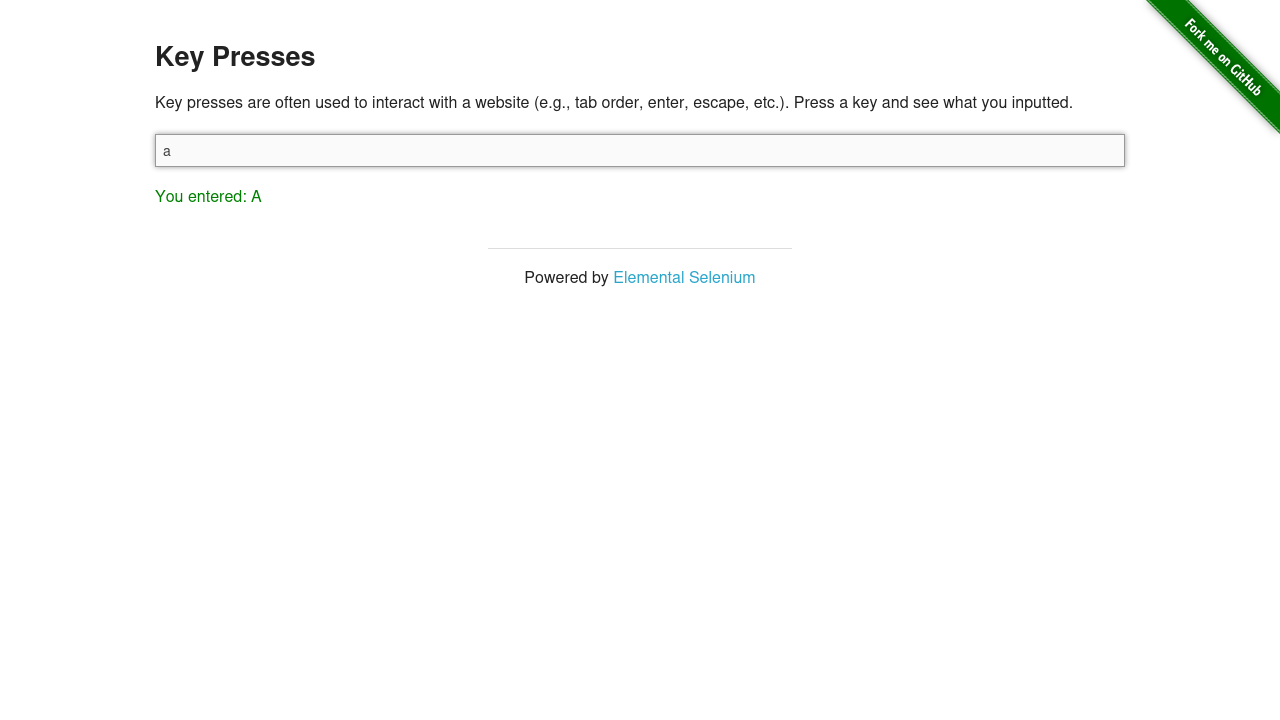 Fork me on GitHub
Key Presses
Key presses are often used to interact with a website (e.g., tab order, enter, escape, etc.). Press a key and see what you inputted.
a
You entered: A
Powered by Elemental Selenium